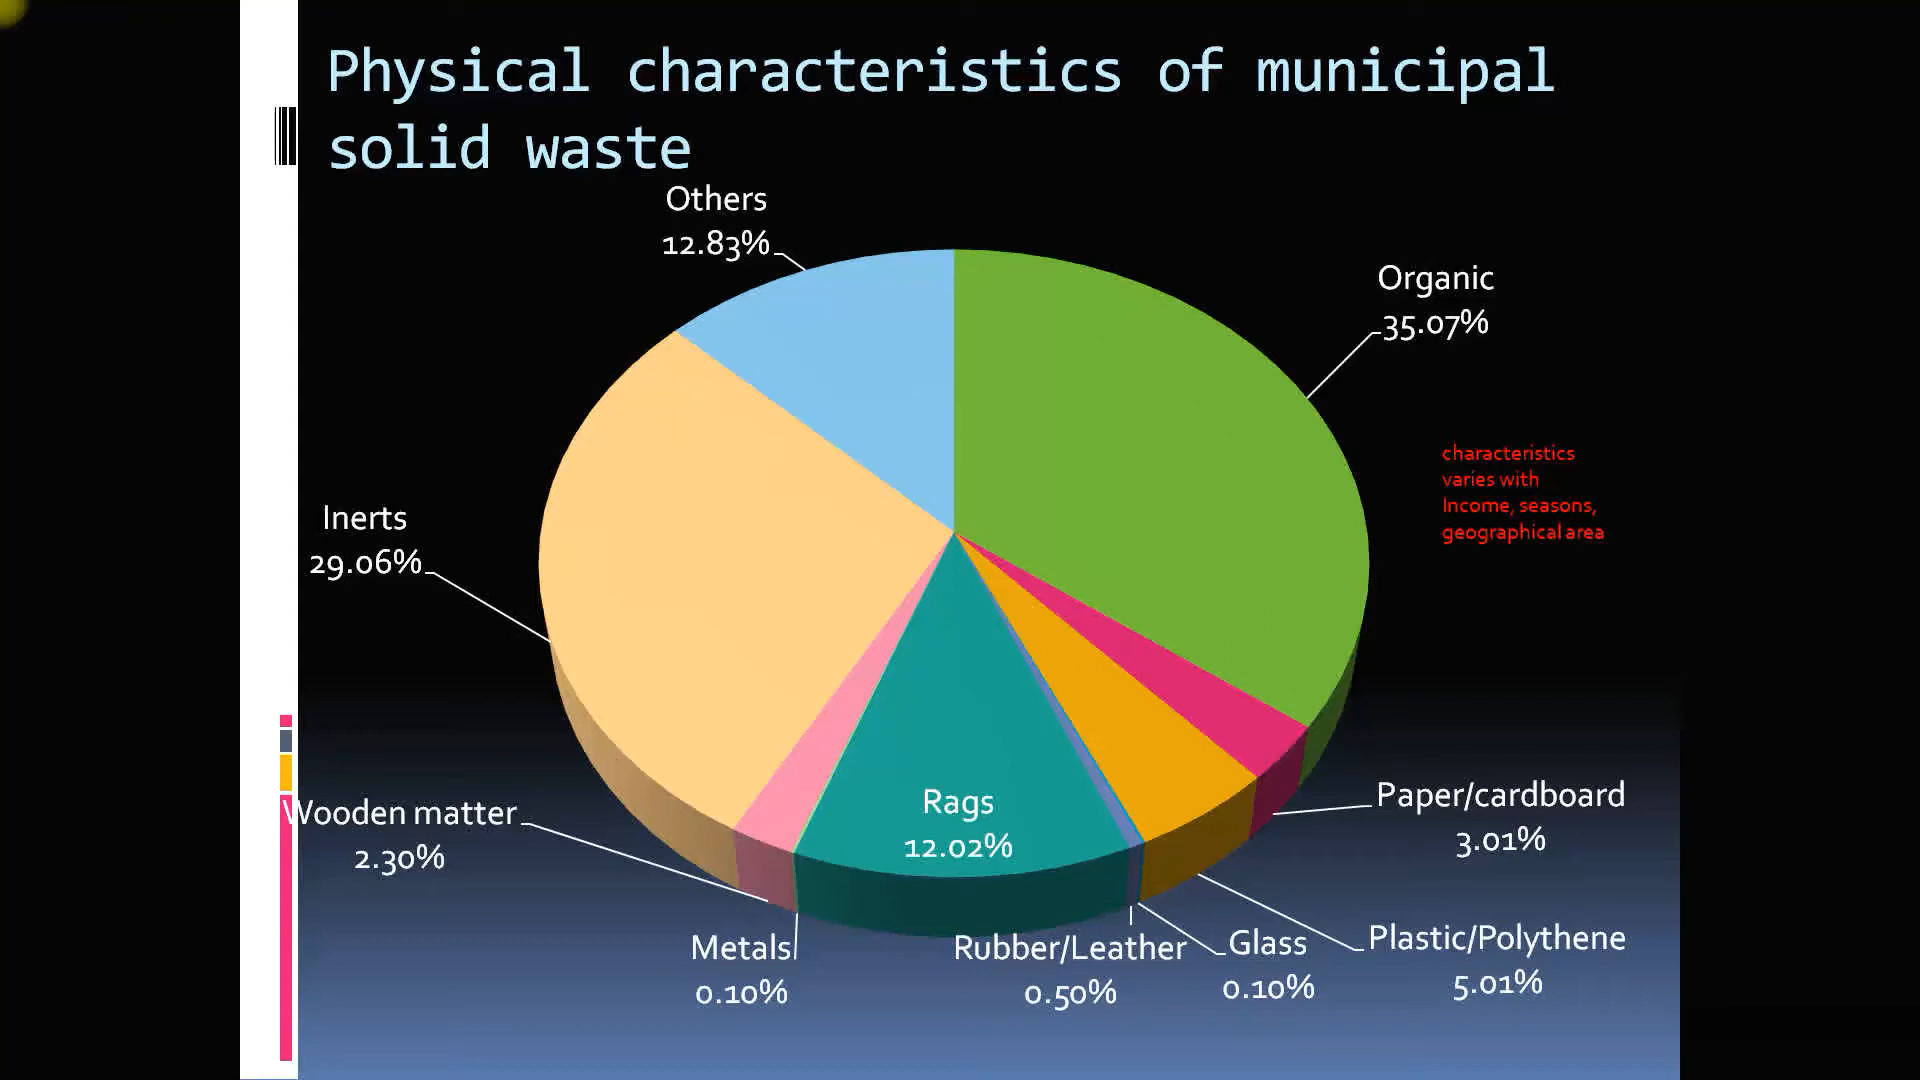 Physical characteristics of municipal
solid waste
Others
12.83%
Organic
35.07%
characteristics
varies with
Income, seasons,
geographical area
Inerts
29.06%
Wooden matter
2.30%
Rags
12.02%
Paper/cardboard
3.01%
Metals
0.10%
Rubber/Leather
0.50%
Glass
0.10%
Plastic/Polythene
5.01%